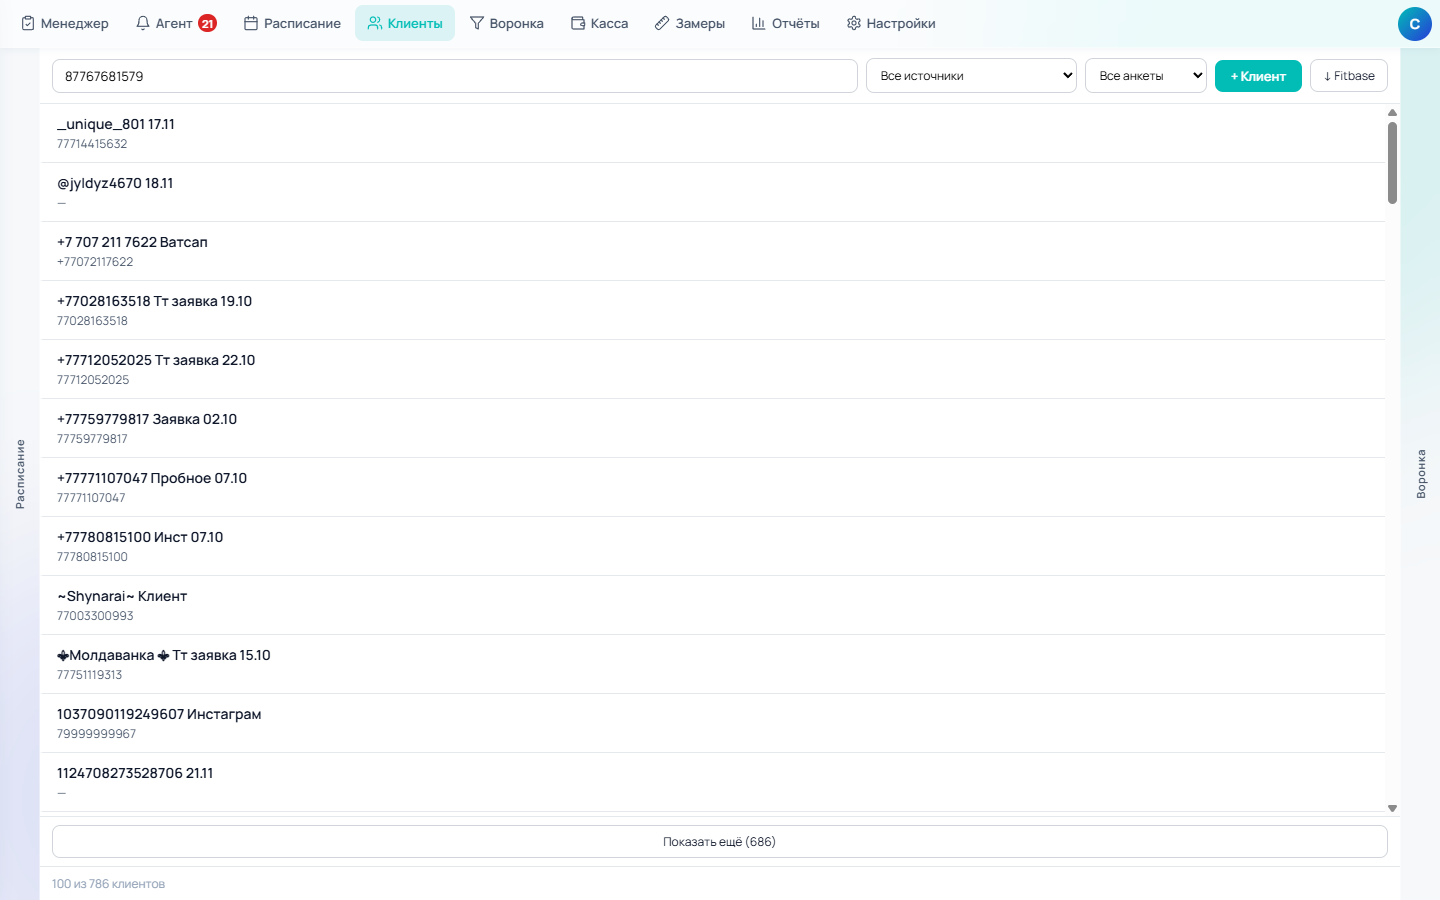 Менеджер
Агент 21
Расписание
Клиенты
Воронка
Касса
Замеры
Отчёты
Настройки
C
87767681579
Все источники
Все анкеты
+ Клиент
↓ Fitbase
_unique_801 17.11
77714415632
@jyldyz4670 18.11
—
+7 707 211 7622 Ватсап
+77072117622
+77028163518 Тт заявка 19.10
77028163518
+77712052025 Тт заявка 22.10
77712052025
+77759779817 Заявка 02.10
77759779817
+77771107047 Пробное 07.10
77771107047
+77780815100 Инст 07.10
77780815100
~Shynarai~ Клиент
77003300993
Молдаванка Тт заявка 15.10
77751119313
1037090119249607 Инстаграм
79999999967
1124708273528706 21.11
—
Показать ещё (686)
100 из 786 клиентов
Расписание
Воронка